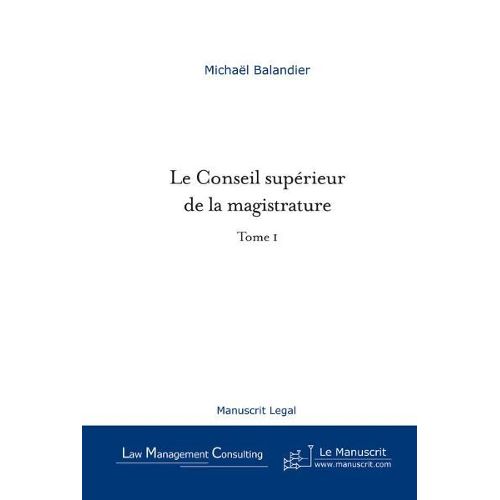 Michaël Balandier
Le Conseil supérieur
de la magistrature
Tome 1
Manuscrit Legal
Law Management Consulting
Le Manuscrit
www.manuscrit.com